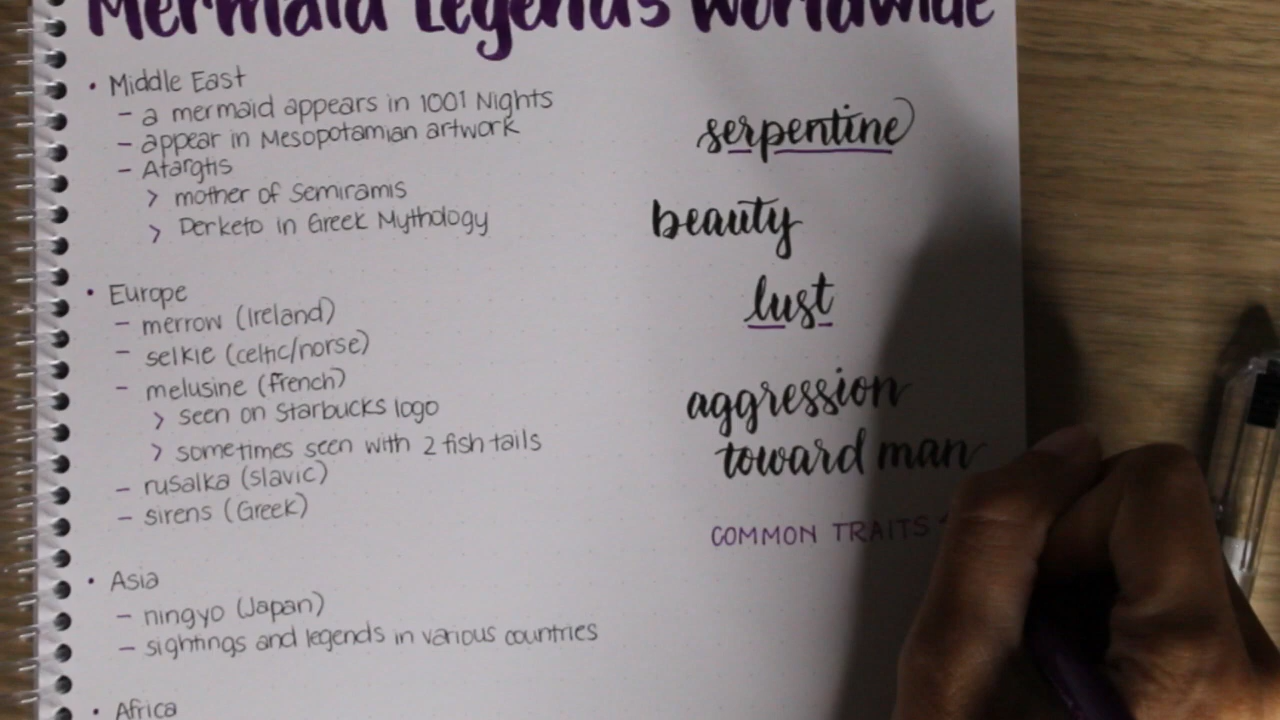 Mermaid Legends Worldwide
• Middle East
- a mermaid appears in 1001 Nights
- appear in Mesopotamian artwork
- Atargtis
> mother of Semiramis
> Derketo in Greek Mythology
• Europe
- merrow (Ireland)
- selkie (celtic/norse)
- melusine (french)
> seen on Starbucks logo
> sometimes seen with 2 fish tails
- rusalka (slavic)
- sirens (Greek)
• Asia
- ningyo (Japan)
- sightings and legends in various countries
• Africa
serpentine
beauty
lust
aggression
toward man
COMMON TRAITS